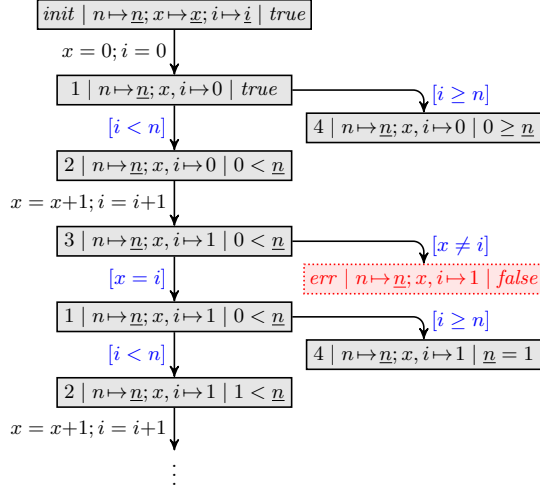 init | n ↦ n; x ↦ x; i ↦ i | true
x = 0; i = 0
1 | n ↦ n; x, i ↦ 0 | true
[i ≥ n]
4 | n ↦ n; x, i ↦ 0 | 0 ≥ n
[i < n]
2 | n ↦ n; x, i ↦ 0 | 0 < n
x = x+1; i = i+1
3 | n ↦ n; x, i ↦ 1 | 0 < n
[x ≠ i]
err | n ↦ n; x, i ↦ 1 | false
[x = i]
1 | n ↦ n; x, i ↦ 1 | 0 < n
[i ≥ n]
4 | n ↦ n; x, i ↦ 1 | n = 1
[i < n]
2 | n ↦ n; x, i ↦ 1 | 1 < n
x = x+1; i = i+1
⋮